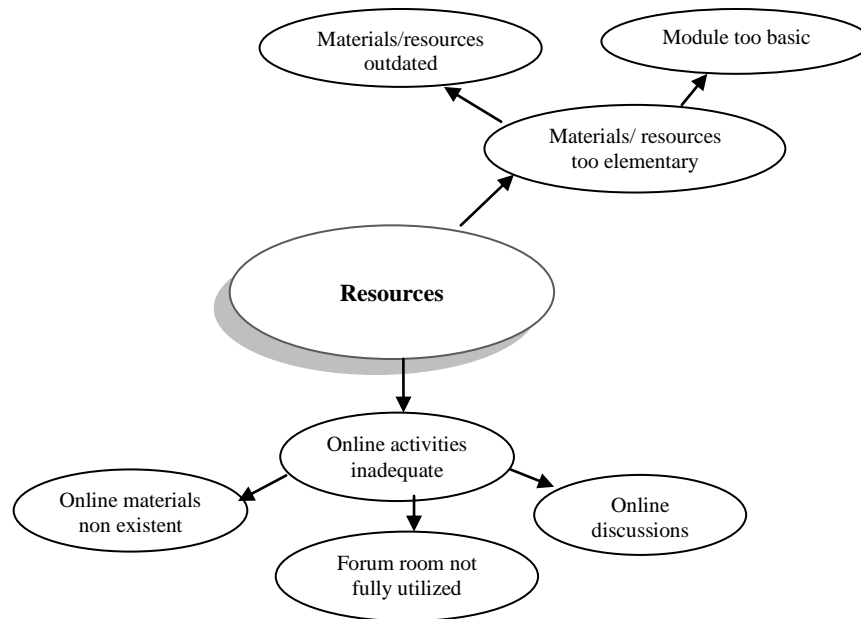 Materials/resources
outdated
Module too basic
Materials/ resources
too elementary
Resources
Online activities
inadequate
Online materials
non existent
Online
discussions
Forum room not
fully utilized